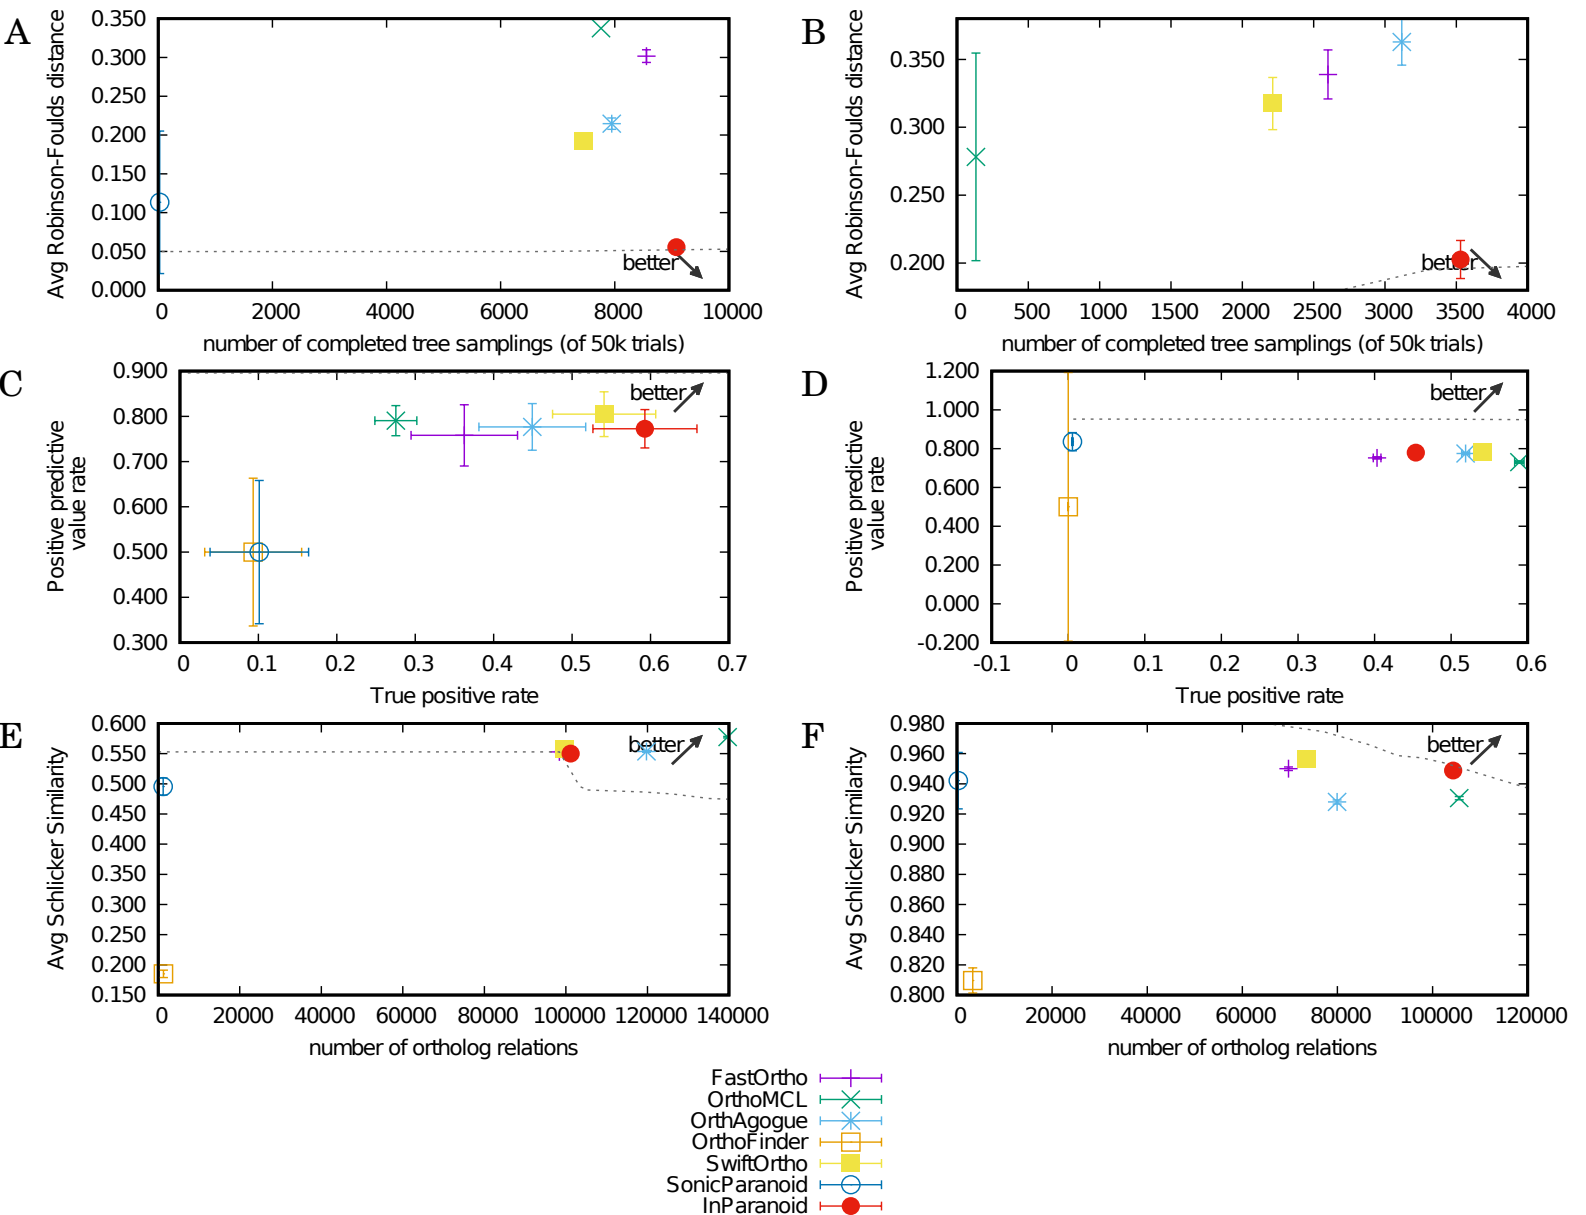 A
Avg Robinson-Foulds distance
0.350
0.300
0.250
0.200
0.150
0.100
0.050
0.000
better
0 2000 4000 6000 8000 10000
number of completed tree samplings (of 50k trials)
B
Avg Robinson-Foulds distance
0.350
0.300
0.250
0.200
better
0 500 1000 1500 2000 2500 3000 3500 4000
number of completed tree samplings (of 50k trials)
C
Positive predictive
value rate
0.900
0.800
0.700
0.600
0.500
0.400
0.300
better
0 0.1 0.2 0.3 0.4 0.5 0.6 0.7
True positive rate
D
Positive predictive
value rate
1.200
1.000
0.800
0.600
0.400
0.200
0.000
-0.200
better
-0.1 0 0.1 0.2 0.3 0.4 0.5 0.6
True positive rate
E
Avg Schlicker Similarity
0.600
0.550
0.500
0.450
0.400
0.350
0.300
0.250
0.200
0.150
better
0 20000 40000 60000 80000 100000 120000 140000
number of ortholog relations
F
Avg Schlicker Similarity
0.980
0.960
0.940
0.920
0.900
0.880
0.860
0.840
0.820
0.800
better
0 20000 40000 60000 80000 100000 120000
number of ortholog relations
FastOrtho
OrthoMCL
OrthAgogue
OrthoFinder
SwiftOrtho
SonicParanoid
InParanoid